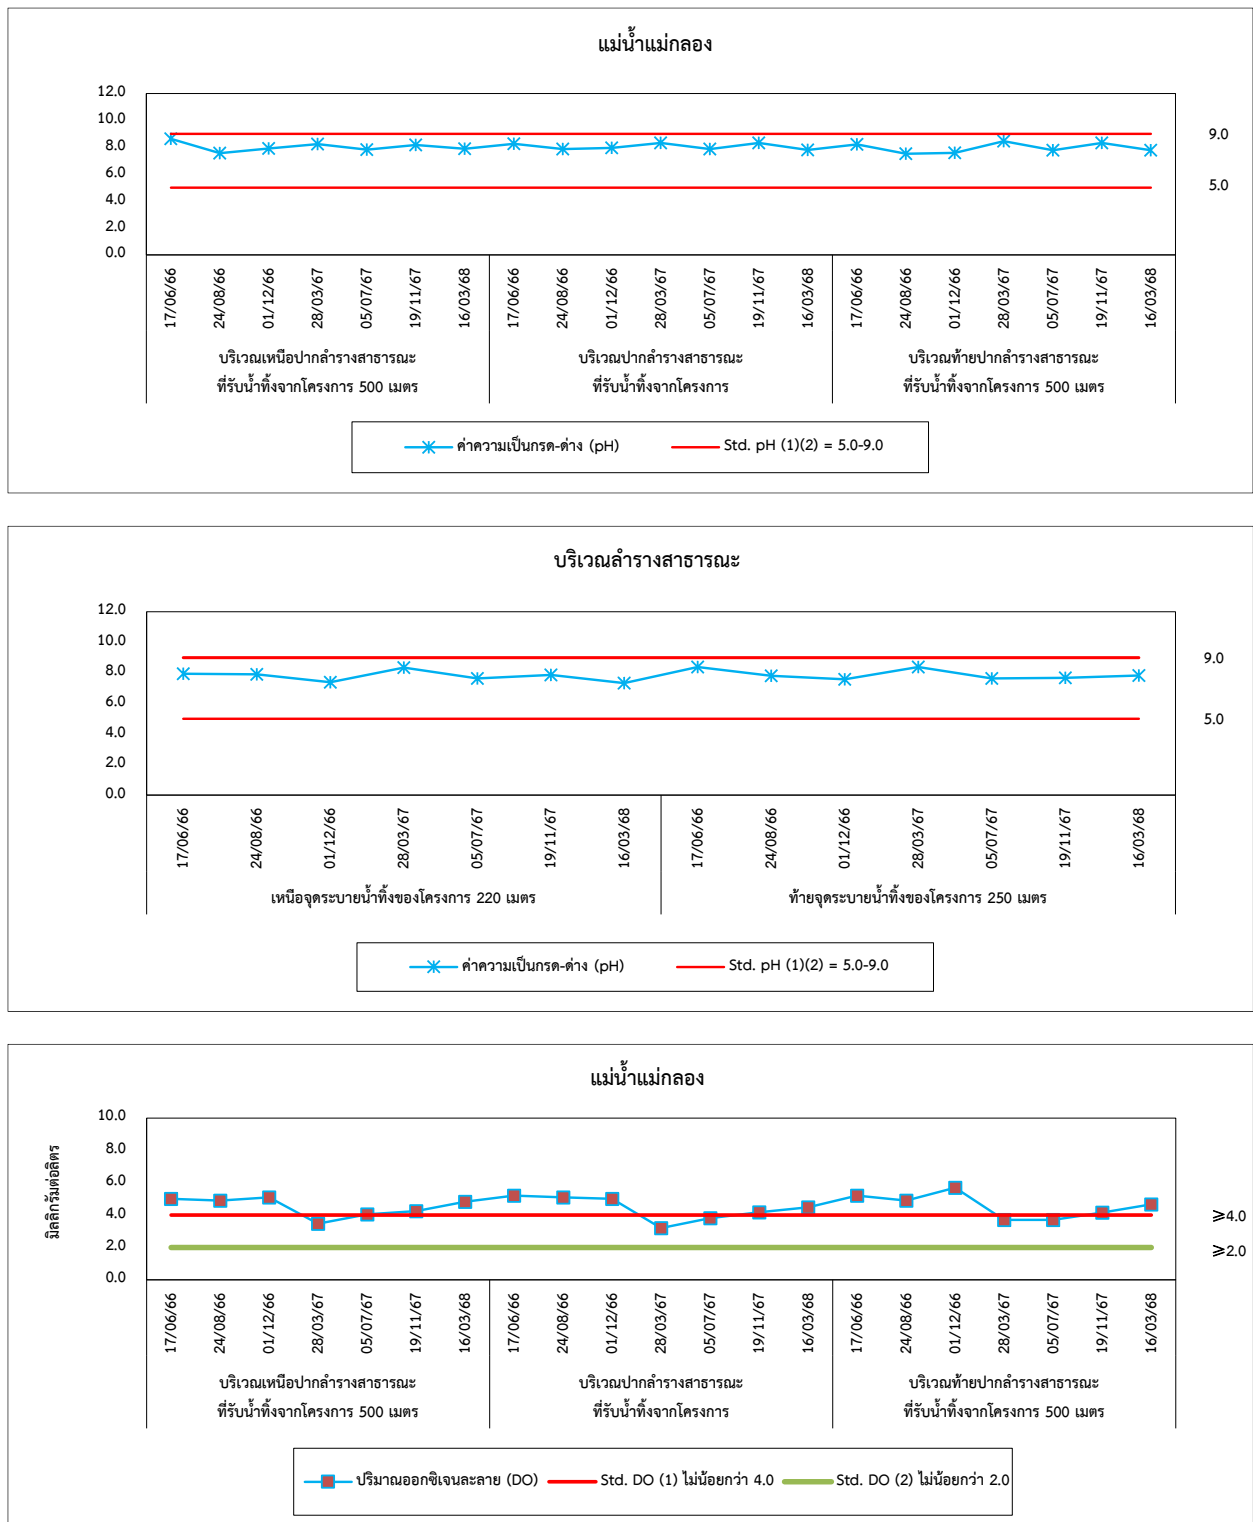 แม่น้ำแม่กลอง
12.0
10.0
8.0
6.0
4.0
2.0
0.0
9.0
5.0
17/06/66 24/08/66 01/12/66 28/03/67 05/07/67 19/11/67 16/03/68 17/06/66 24/08/66 01/12/66 28/03/67 05/07/67 19/11/67 16/03/68 17/06/66 24/08/66 01/12/66 28/03/67 05/07/67 19/11/67 16/03/68
บริเวณเหนือปากลำรางสาธารณะ บริเวณปากลำรางสาธารณะ บริเวณท้ายปากลำรางสาธารณะ
ที่รับน้ำทิ้งจากโครงการ 500 เมตร ที่รับน้ำทิ้งจากโครงการ ที่รับน้ำทิ้งจากโครงการ 500 เมตร
ค่าความเป็นกรด-ด่าง (pH) Std. pH (1)(2) = 5.0-9.0
บริเวณลำรางสาธารณะ
12.0
10.0
8.0
6.0
4.0
2.0
0.0
9.0
5.0
17/06/66 24/08/66 01/12/66 28/03/67 05/07/67 19/11/67 16/03/68 17/06/66 24/08/66 01/12/66 28/03/67 05/07/67 19/11/67 16/03/68
เหนือจุดระบายน้ำทิ้งของโครงการ 220 เมตร ท้ายจุดระบายน้ำทิ้งของโครงการ 250 เมตร
ค่าความเป็นกรด-ด่าง (pH) Std. pH (1)(2) = 5.0-9.0
แม่น้ำแม่กลอง
มิลลิกรัมต่อลิตร
10.0
8.0
6.0
4.0
2.0
0.0
⩾4.0
⩾2.0
17/06/66 24/08/66 01/12/66 28/03/67 05/07/67 19/11/67 16/03/68 17/06/66 24/08/66 01/12/66 28/03/67 05/07/67 19/11/67 16/03/68 17/06/66 24/08/66 01/12/66 28/03/67 05/07/67 19/11/67 16/03/68
บริเวณเหนือปากลำรางสาธารณะ บริเวณปากลำรางสาธารณะ บริเวณท้ายปากลำรางสาธารณะ
ที่รับน้ำทิ้งจากโครงการ 500 เมตร ที่รับน้ำทิ้งจากโครงการ ที่รับน้ำทิ้งจากโครงการ 500 เมตร
ปริมาณออกซิเจนละลาย (DO) Std. DO (1) ไม่น้อยกว่า 4.0 Std. DO (2) ไม่น้อยกว่า 2.0